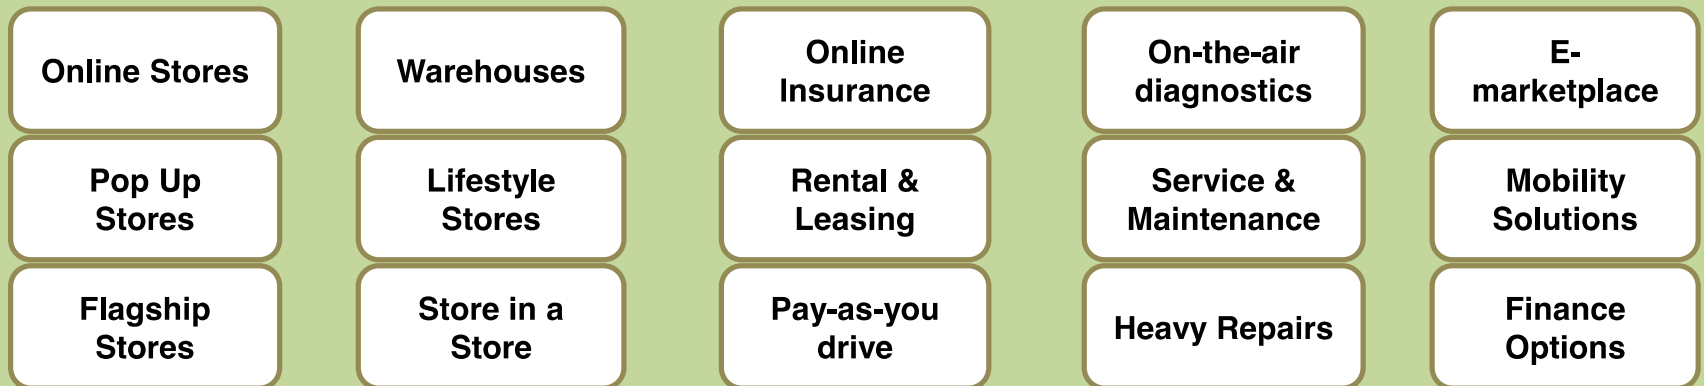 Online Stores
Warehouses
Online
Insurance
On-the-air
diagnostics
E-
marketplace
Pop Up
Stores
Lifestyle
Stores
Rental &
Leasing
Service &
Maintenance
Mobility
Solutions
Flagship
Stores
Store in a
Store
Pay-as-you
drive
Heavy Repairs
Finance
Options